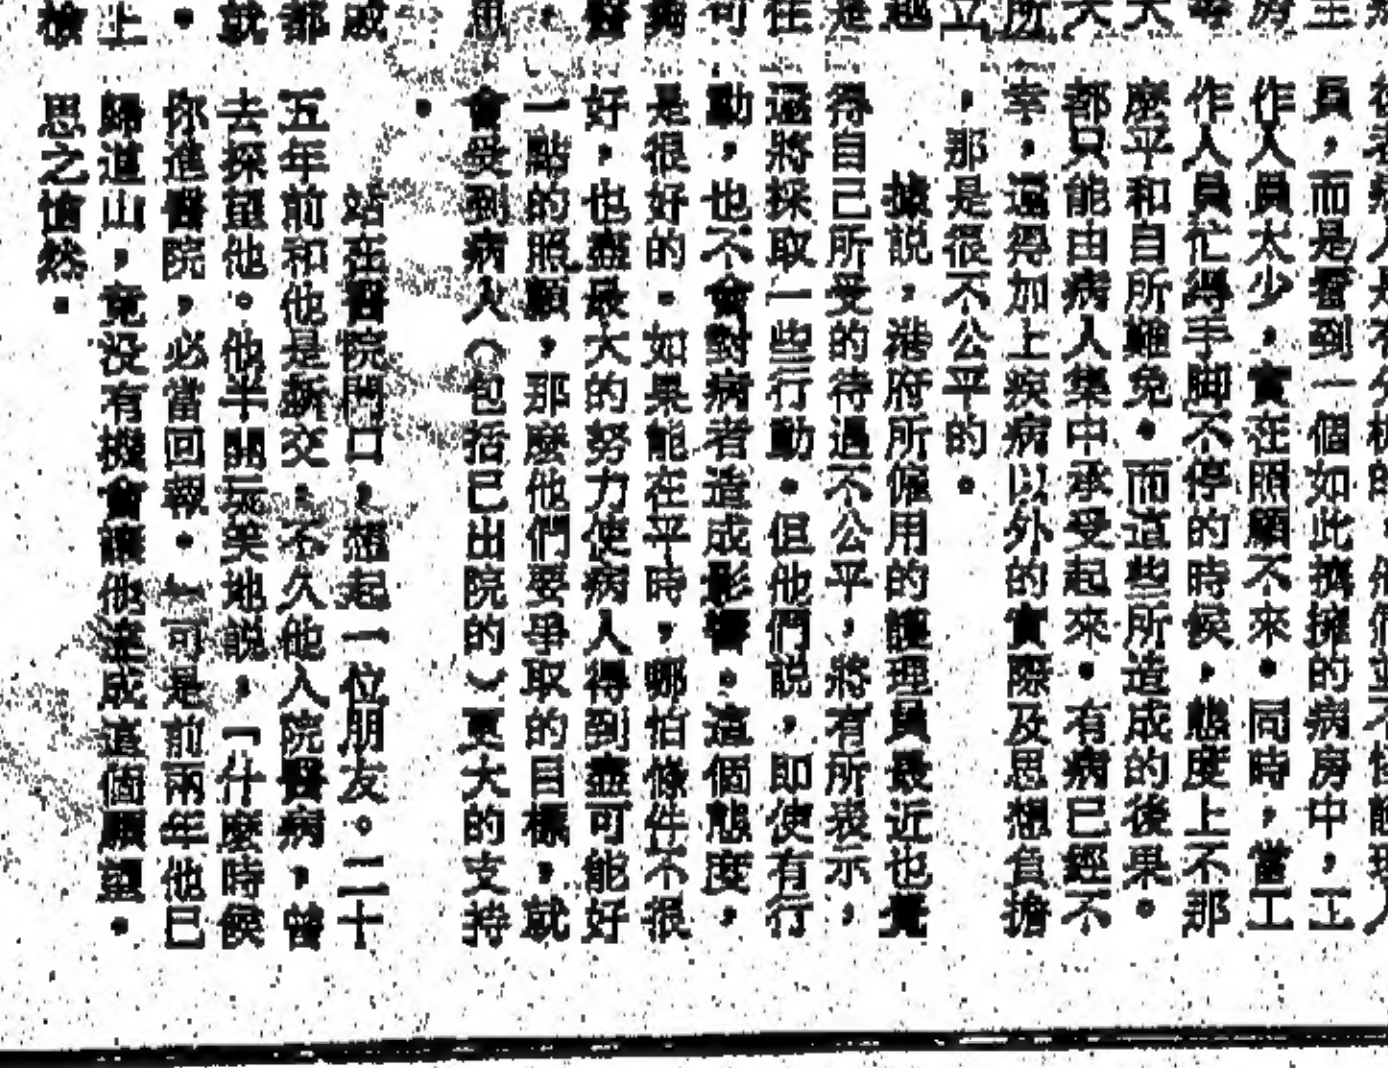 員，而是看到一個如此擠擁的病房中，工
作人員太少，實在照顧不來。同時，當工
作人員忙得手脚不停的時候，態度上不那
麽平和自所難免。而這些所造成的後果。
都只能由病人集中承受起來。有病已經不
幸，還得加上疾病以外的實際及思想負擔
，那是很不公平的。
據説，港府所僱用的護理員最近也覺
得自己所受的待遇不公平，將有所表示，
還將採取一些行動。但他們説，即使有行
動，也不會對病者造成影響。這個態度，
是很好的。如果能在平時，哪怕條件不很
好，也盡最大的努力使病人得到盡可能好
一點的照顧，那麽他們要爭取的目標，就
會受到病人（包括已出院的）更大的支持
。
站在醫院門口，想起一位朋友。二十
五年前和他是新交，不久他入院醫病，曾
去探望他。他半開玩笑地説，「什麽時候
你進醫院，必當回報。」可是前兩年他已
歸道山，竟没有機會讓他達成這個願望。
思之愴然。